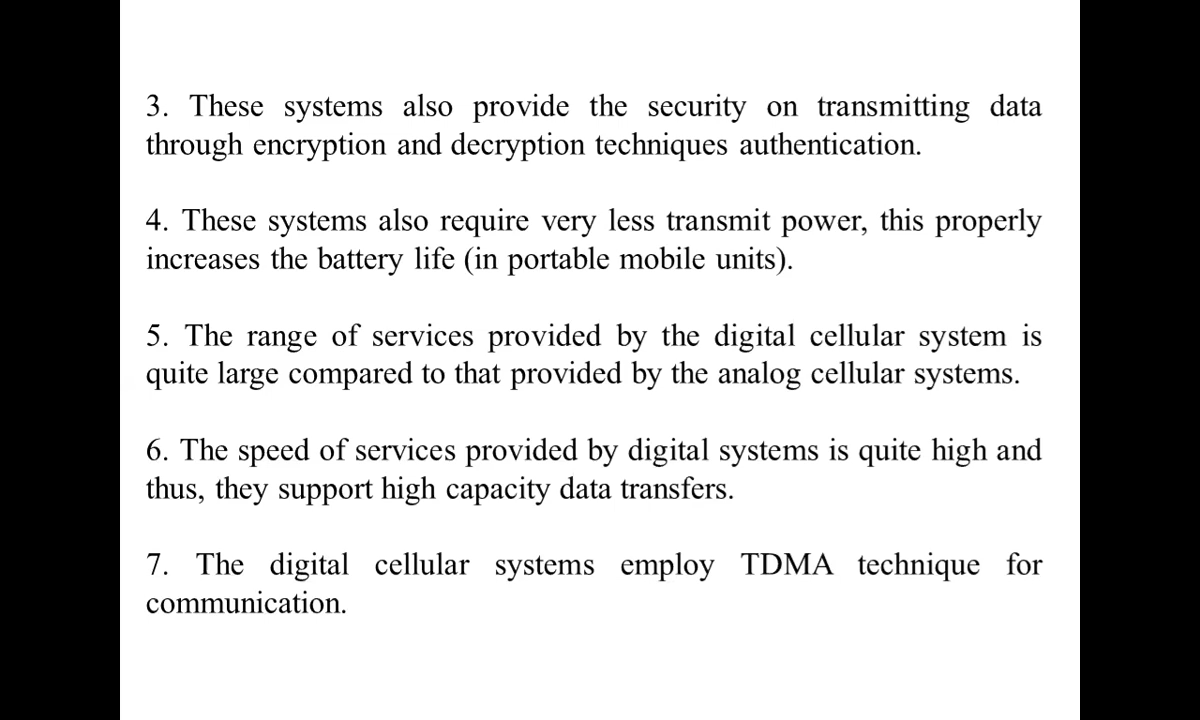 3. These systems also provide the security on transmitting data
through encryption and decryption techniques authentication.
4. These systems also require very less transmit power, this properly
increases the battery life (in portable mobile units).
5. The range of services provided by the digital cellular system is
quite large compared to that provided by the analog cellular systems.
6. The speed of services provided by digital systems is quite high and
thus, they support high capacity data transfers.
7. The digital cellular systems employ TDMA technique for
communication.